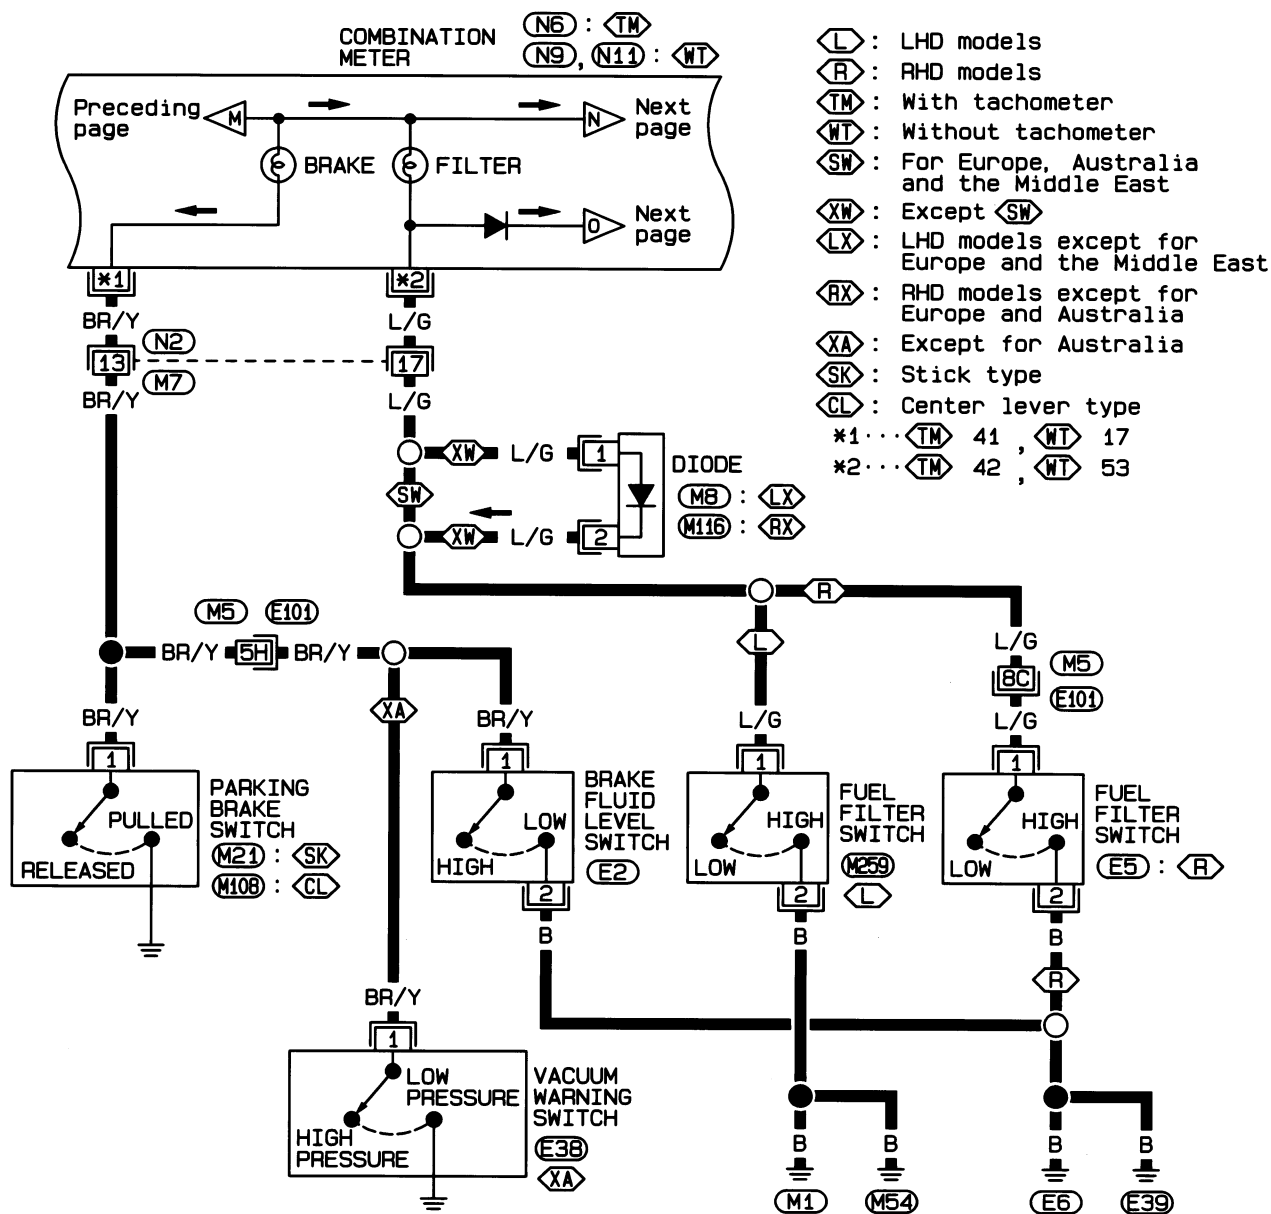 COMBINATION
METER
N6 : TM
N9 , N11 : WT
Preceding
page
M
N
Next
page
BRAKE
FILTER
O
Next
page
*1
*2
BR/Y
L/G
N2
13
17
M7
BR/Y
L/G
XW
L/G
1
SW
XW
L/G
2
DIODE
M8 : LX
M116 : RX
L : LHD models
R : RHD models
TM : With tachometer
WT : Without tachometer
SW : For Europe, Australia
and the Middle East
XW : Except SW
LX : LHD models except for
Europe and the Middle East
RX : RHD models except for
Europe and Australia
XA : Except for Australia
SK : Stick type
CL : Center lever type
*1··· TM 41 , WT 17
*2··· TM 42 , WT 53
R
L
M5 E101
BR/Y 5H BR/Y
L/G
8C
M5
E101
XA
BR/Y
BR/Y
L/G
L/G
1
1
1
1
PULLED
RELEASED
PARKING
BRAKE
SWITCH
M21 : SK
M108 : CL
LOW
HIGH
2
BRAKE
FLUID
LEVEL
SWITCH
E2
HIGH
LOW
2
FUEL
FILTER
SWITCH
M259
L
HIGH
LOW
2
FUEL
FILTER
SWITCH
E5 : R
B
B
B
R
BR/Y
1
LOW
PRESSURE
HIGH
PRESSURE
VACUUM
WARNING
SWITCH
E38
XA
B
B
B
B
M1
M54
E6
E39